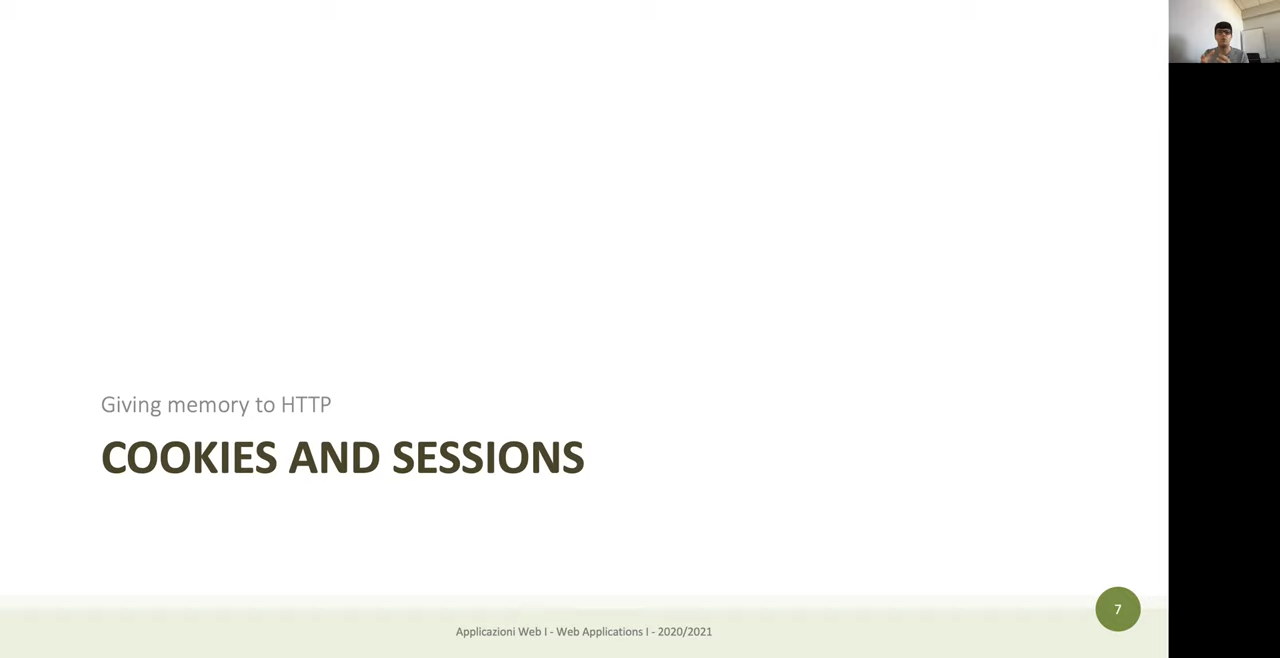 Giving memory to HTTP
COOKIES AND SESSIONS
7
Applicazioni Web I - Web Applications I - 2020/2021